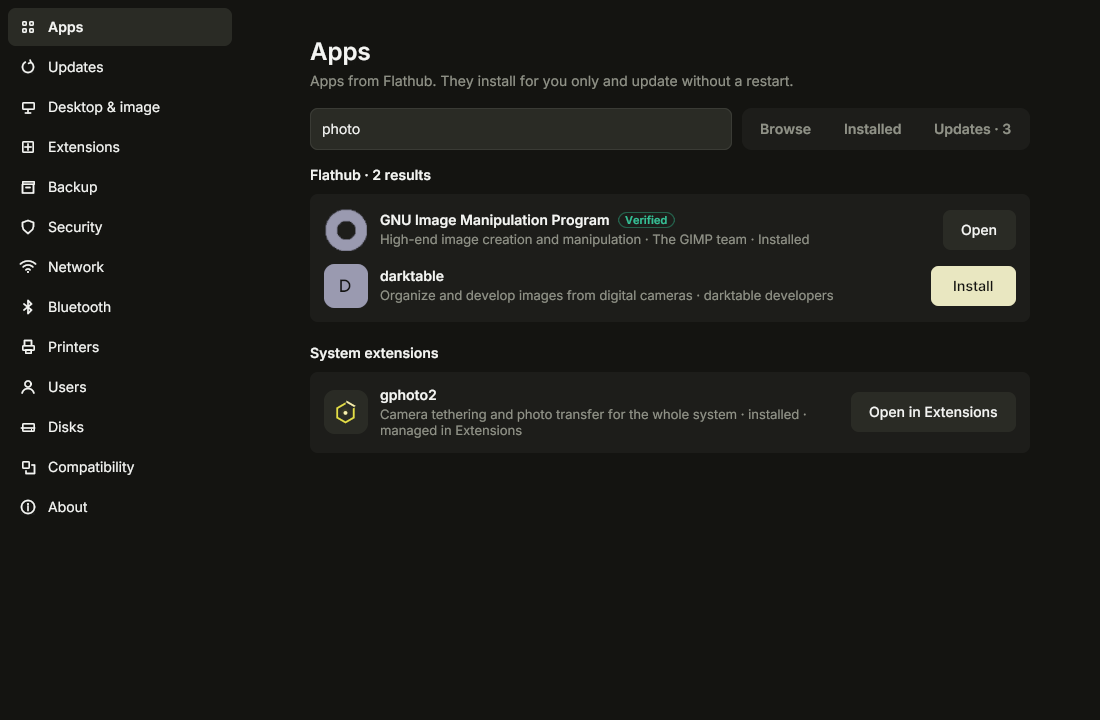 Apps
Updates
Desktop & image
Extensions
Backup
Security
Network
Bluetooth
Printers
Users
Disks
Compatibility
About
Apps
Apps from Flathub. They install for you only and update without a restart.
photo
Browse
Installed
Updates · 3
Flathub · 2 results
GNU Image Manipulation Program Verified
High-end image creation and manipulation · The GIMP team · Installed
Open
D
darktable
Organize and develop images from digital cameras · darktable developers
Install
System extensions
gphoto2
Camera tethering and photo transfer for the whole system · installed ·
managed in Extensions
Open in Extensions